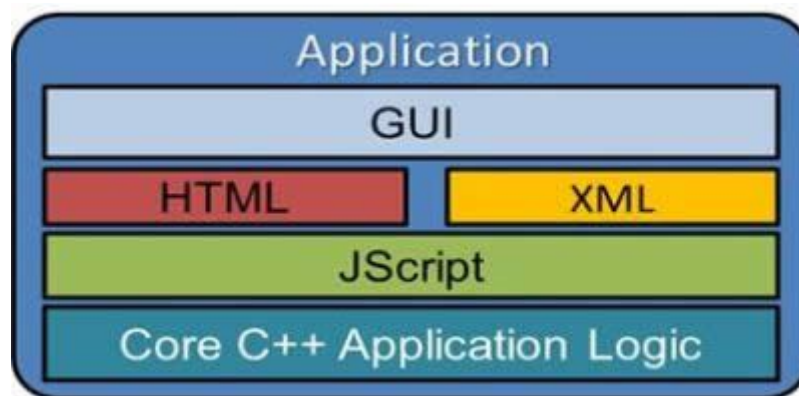 Application
GUI
HTML XML
JScript
Core C++ Application Logic